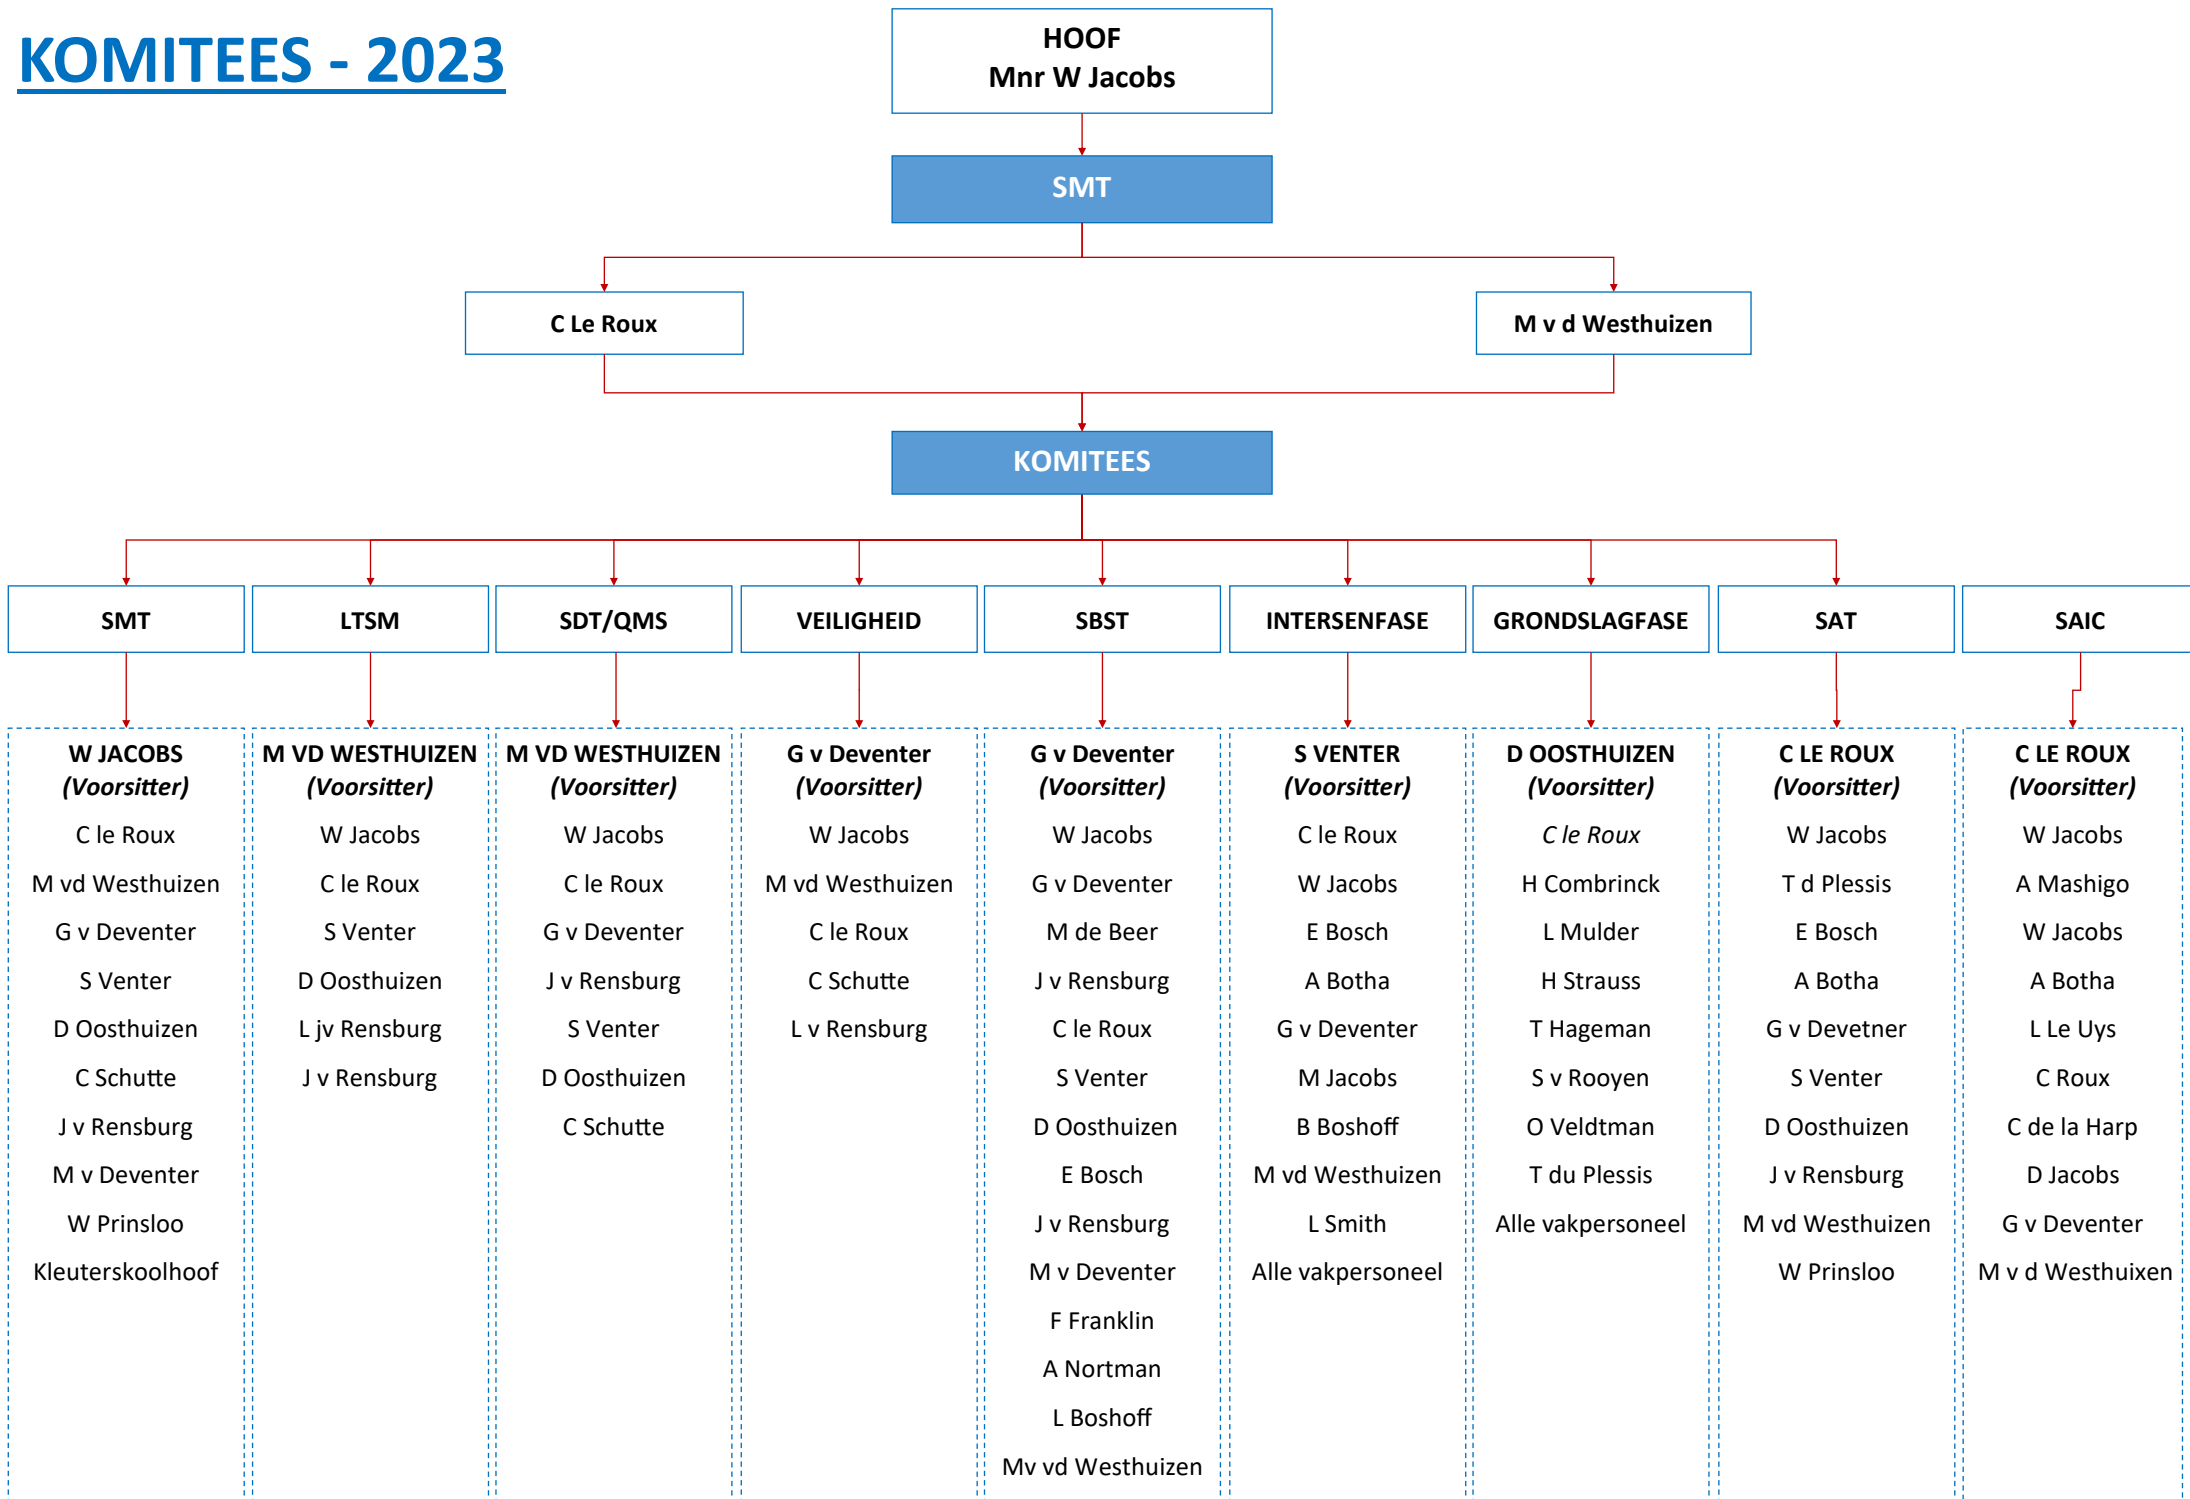 KOMITEES - 2023
HOOF
Mnr W Jacobs
SMT
C Le Roux
M v d Westhuizen
KOMITEES
SMT
LTSM
SDT/QMS
VEILIGHEID
SBST
INTERSENFASE
GRONDSLAGFASE
SAT
SAIC
W JACOBS
(Voorsitter)
C le Roux
M vd Westhuizen
G v Deventer
S Venter
D Oosthuizen
C Schutte
J v Rensburg
M v Deventer
W Prinsloo
Kleuterskoolhoof
M VD WESTHUIZEN
(Voorsitter)
W Jacobs
C le Roux
S Venter
D Oosthuizen
L jv Rensburg
J v Rensburg
M VD WESTHUIZEN
(Voorsitter)
W Jacobs
C le Roux
G v Deventer
J v Rensburg
S Venter
D Oosthuizen
C Schutte
G v Deventer
(Voorsitter)
W Jacobs
M vd Westhuizen
C le Roux
C Schutte
L v Rensburg
G v Deventer
(Voorsitter)
W Jacobs
G v Deventer
M de Beer
J v Rensburg
C le Roux
S Venter
D Oosthuizen
E Bosch
J v Rensburg
M v Deventer
F Franklin
A Nortman
L Boshoff
Mv vd Westhuizen
S VENTER
(Voorsitter)
C le Roux
W Jacobs
E Bosch
A Botha
G v Deventer
M Jacobs
B Boshoff
M vd Westhuizen
L Smith
Alle vakpersoneel
D OOSTHUIZEN
(Voorsitter)
C le Roux
H Combrinck
L Mulder
H Strauss
T Hageman
S v Rooyen
O Veldtman
T du Plessis
Alle vakpersoneel
C LE ROUX
(Voorsitter)
W Jacobs
T d Plessis
E Bosch
A Botha
G v Devetner
S Venter
D Oosthuizen
J v Rensburg
M vd Westhuizen
W Prinsloo
C LE ROUX
(Voorsitter)
W Jacobs
A Mashigo
W Jacobs
A Botha
L Le Uys
C Roux
C de la Harp
D Jacobs
G v Deventer
M v d Westhuixen